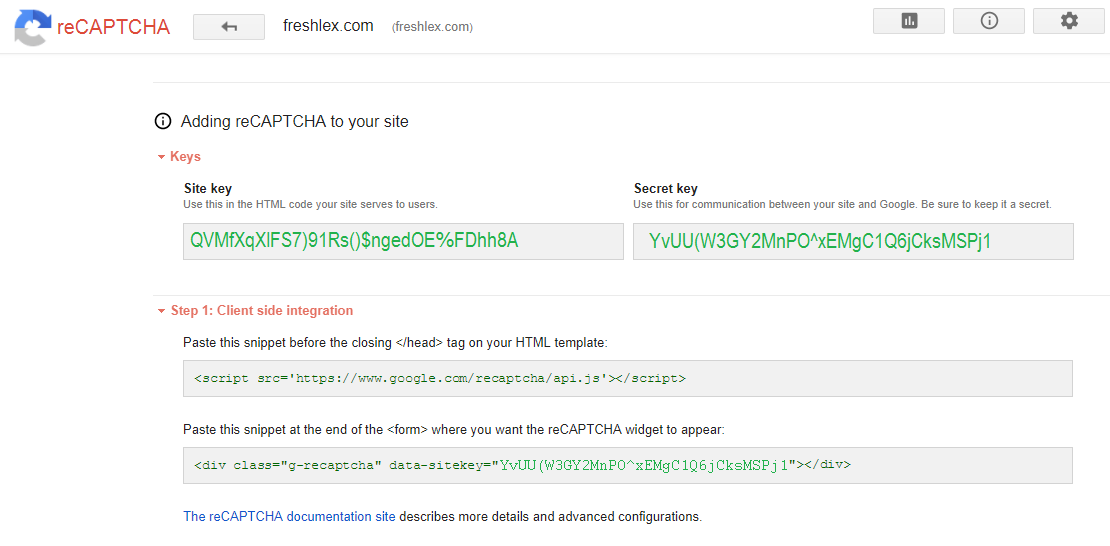 reCAPTCHA freshlex.com (freshlex.com)
Adding reCAPTCHA to your site
Keys
Site key
Use this in the HTML code your site serves to users.
QVMfXqXlFS7)91Rs()$ngedOE%FDhh8A
Secret key
Use this for communication between your site and Google. Be sure to keep it a secret.
YvUU(W3GY2MnPO^xEMgC1Q6jCksMSPj1
Step 1: Client side integration
Paste this snippet before the closing </head> tag on your HTML template:
<script src='https://www.google.com/recaptcha/api.js'></script>
Paste this snippet at the end of the <form> where you want the reCAPTCHA widget to appear:
<div class="g-recaptcha" data-sitekey="YvUU(W3GY2MnPO^xEMgC1Q6jCksMSPj1"></div>
The reCAPTCHA documentation site describes more details and advanced configurations.